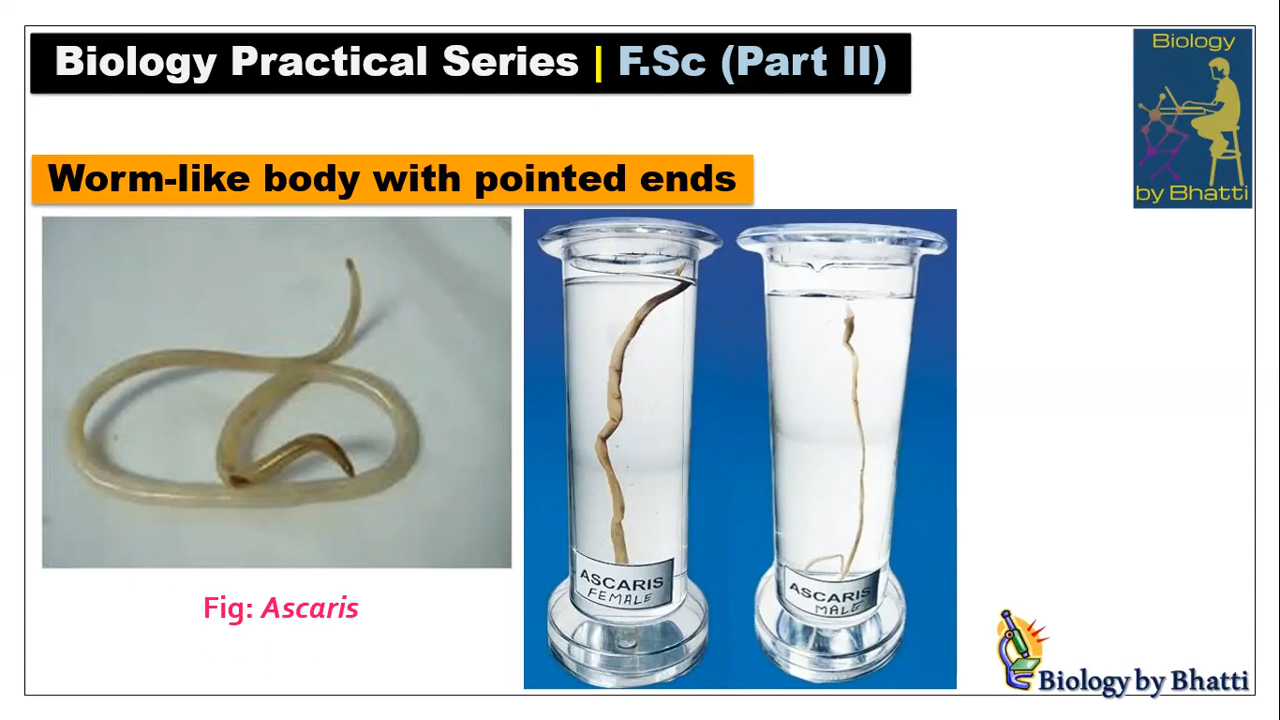 Biology Practical Series | F.Sc (Part II)
Biology
by Bhatti
Worm-like body with pointed ends
ASCARIS
FEMALE
ASCARIS
MALE
Fig: Ascaris
Biology by Bhatti